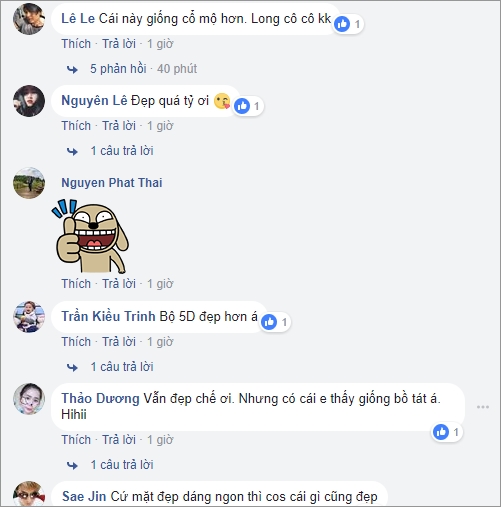 Lê Le Cái này giống cổ mộ hơn. Long cô cô kk 1
Thích · Trả lời · 1 giờ
5 phản hồi · 40 phút
Nguyên Lê Đẹp quá tỷ ơi 😘 1
Thích · Trả lời · 1 giờ
1 câu trả lời
Nguyen Phat Thai
Thích · Trả lời · 1 giờ
Trần Kiều Trinh Bộ 5D đẹp hơn á 1
Thích · Trả lời · 1 giờ
1 câu trả lời
Thảo Dương Vẫn đẹp chế ơi. Nhưng có cái e thấy giống bồ tát á.
Hihii
1
Thích · Trả lời · 1 giờ
1 câu trả lời
Sae Jin Cứ mặt đẹp dáng ngon thì cos cái gì cũng đẹp